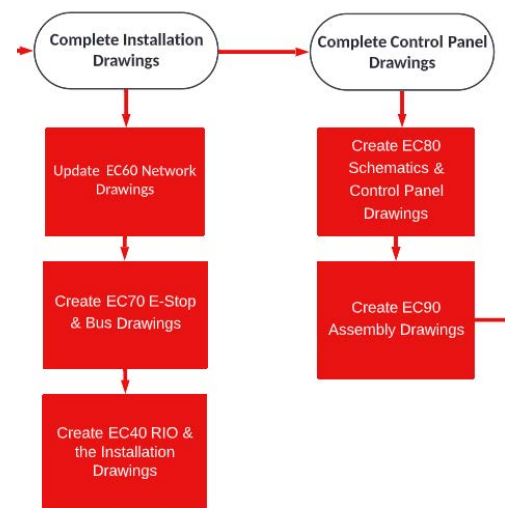 Complete Installation
Drawings
Complete Control Panel
Drawings
Update EC60 Network
Drawings
Create EC80
Schematics &
Control Panel
Drawings
Create EC70 E-Stop
& Bus Drawings
Create EC90
Assembly Drawings
Create EC40 RIO &
the Installation
Drawings